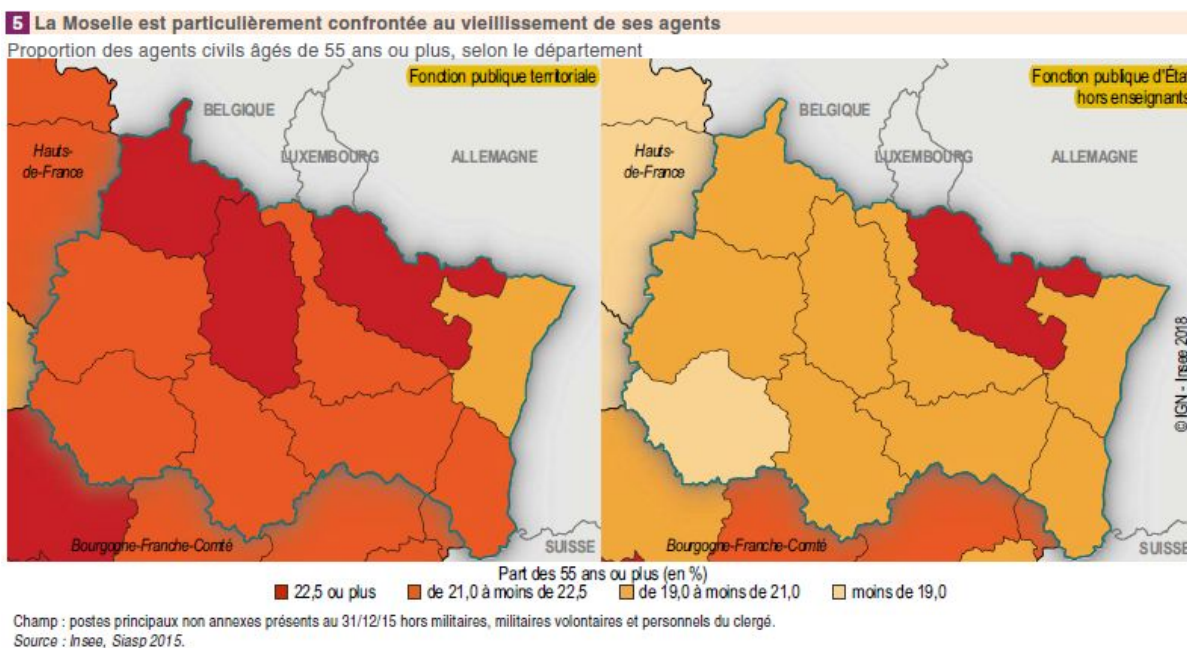 5 La Moselle est particulièrement confrontée au vieillissement de ses agents
Proportion des agents civils âgés de 55 ans ou plus, selon le département
Fonction publique territoriale
BELGIQUE
Hauts-
de-France
LUXEMBOURG
ALLEMAGNE
Bourgogne-Franche-Comté
SUISSE
Fonction publique d'État
hors enseignants
BELGIQUE
Hauts-
de-France
LUXEMBOURG
ALLEMAGNE
Bourgogne-Franche-Comté
SUISSE
© IGN - Insee 2018
Part des 55 ans ou plus (en %)
22,5 ou plus de 21,0 à moins de 22,5 de 19,0 à moins de 21,0 moins de 19,0
Champ : postes principaux non annexes présents au 31/12/15 hors militaires, militaires volontaires et personnels du clergé.
Source : Insee, Siasp 2015.